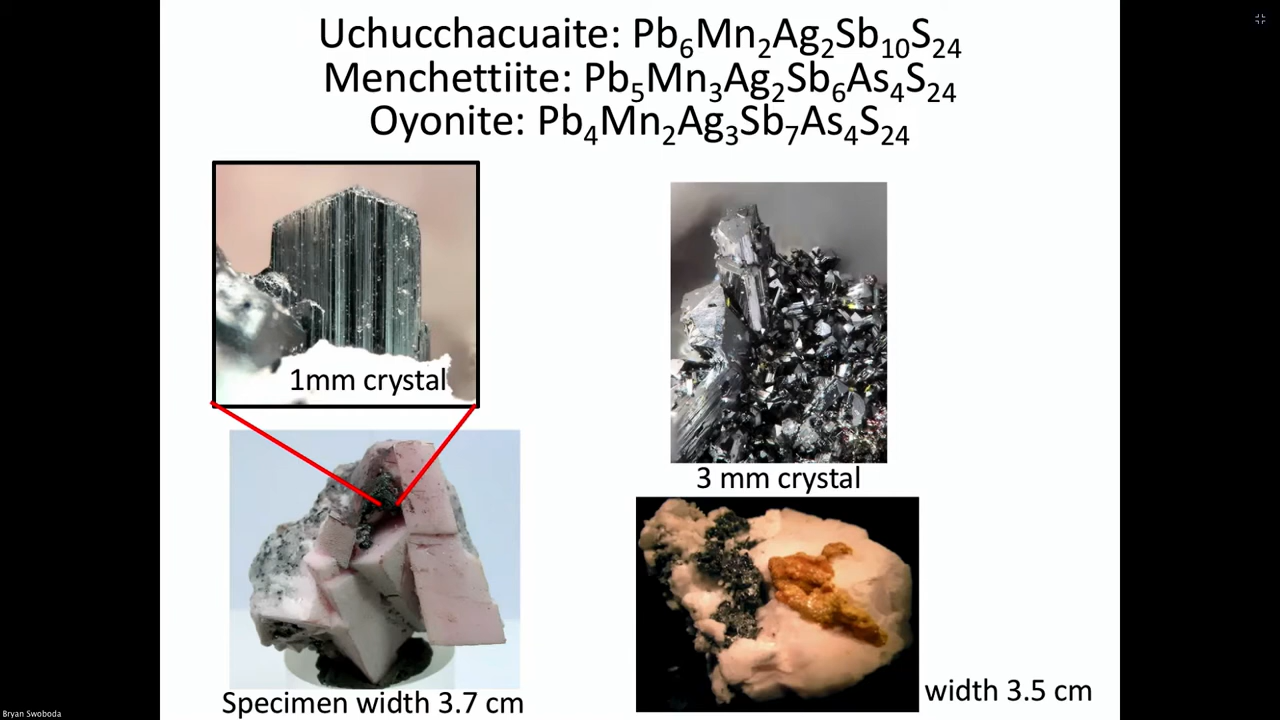 Uchucchacuaite: Pb₆Mn₂Ag₂Sb₁₀S₂₄
Menchettiite: Pb₅Mn₃Ag₂Sb₆As₄S₂₄
Oyonite: Pb₄Mn₂Ag₃Sb₇As₄S₂₄
1mm crystal
3 mm crystal
Specimen width 3.7 cm
width 3.5 cm
Bryan Swoboda